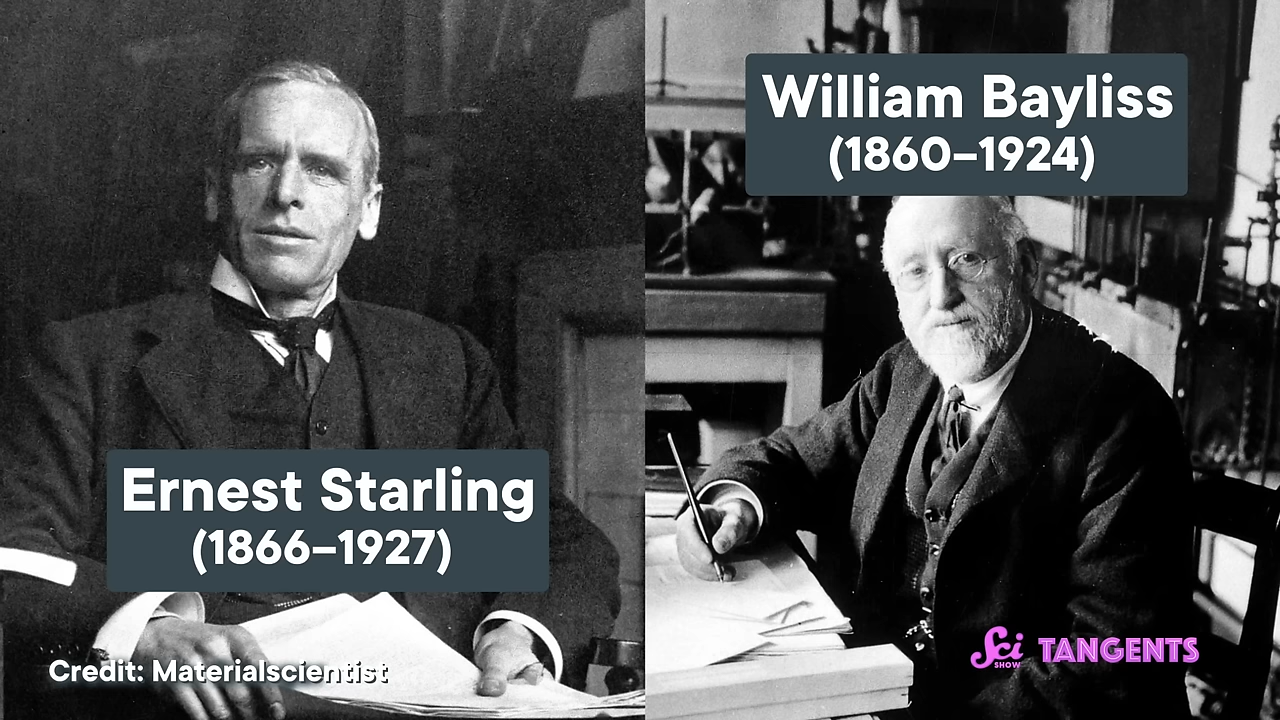 Ernest Starling
(1866–1927)
Credit: Materialscientist
William Bayliss
(1860–1924)
Sci
SHOW
TANGENTS